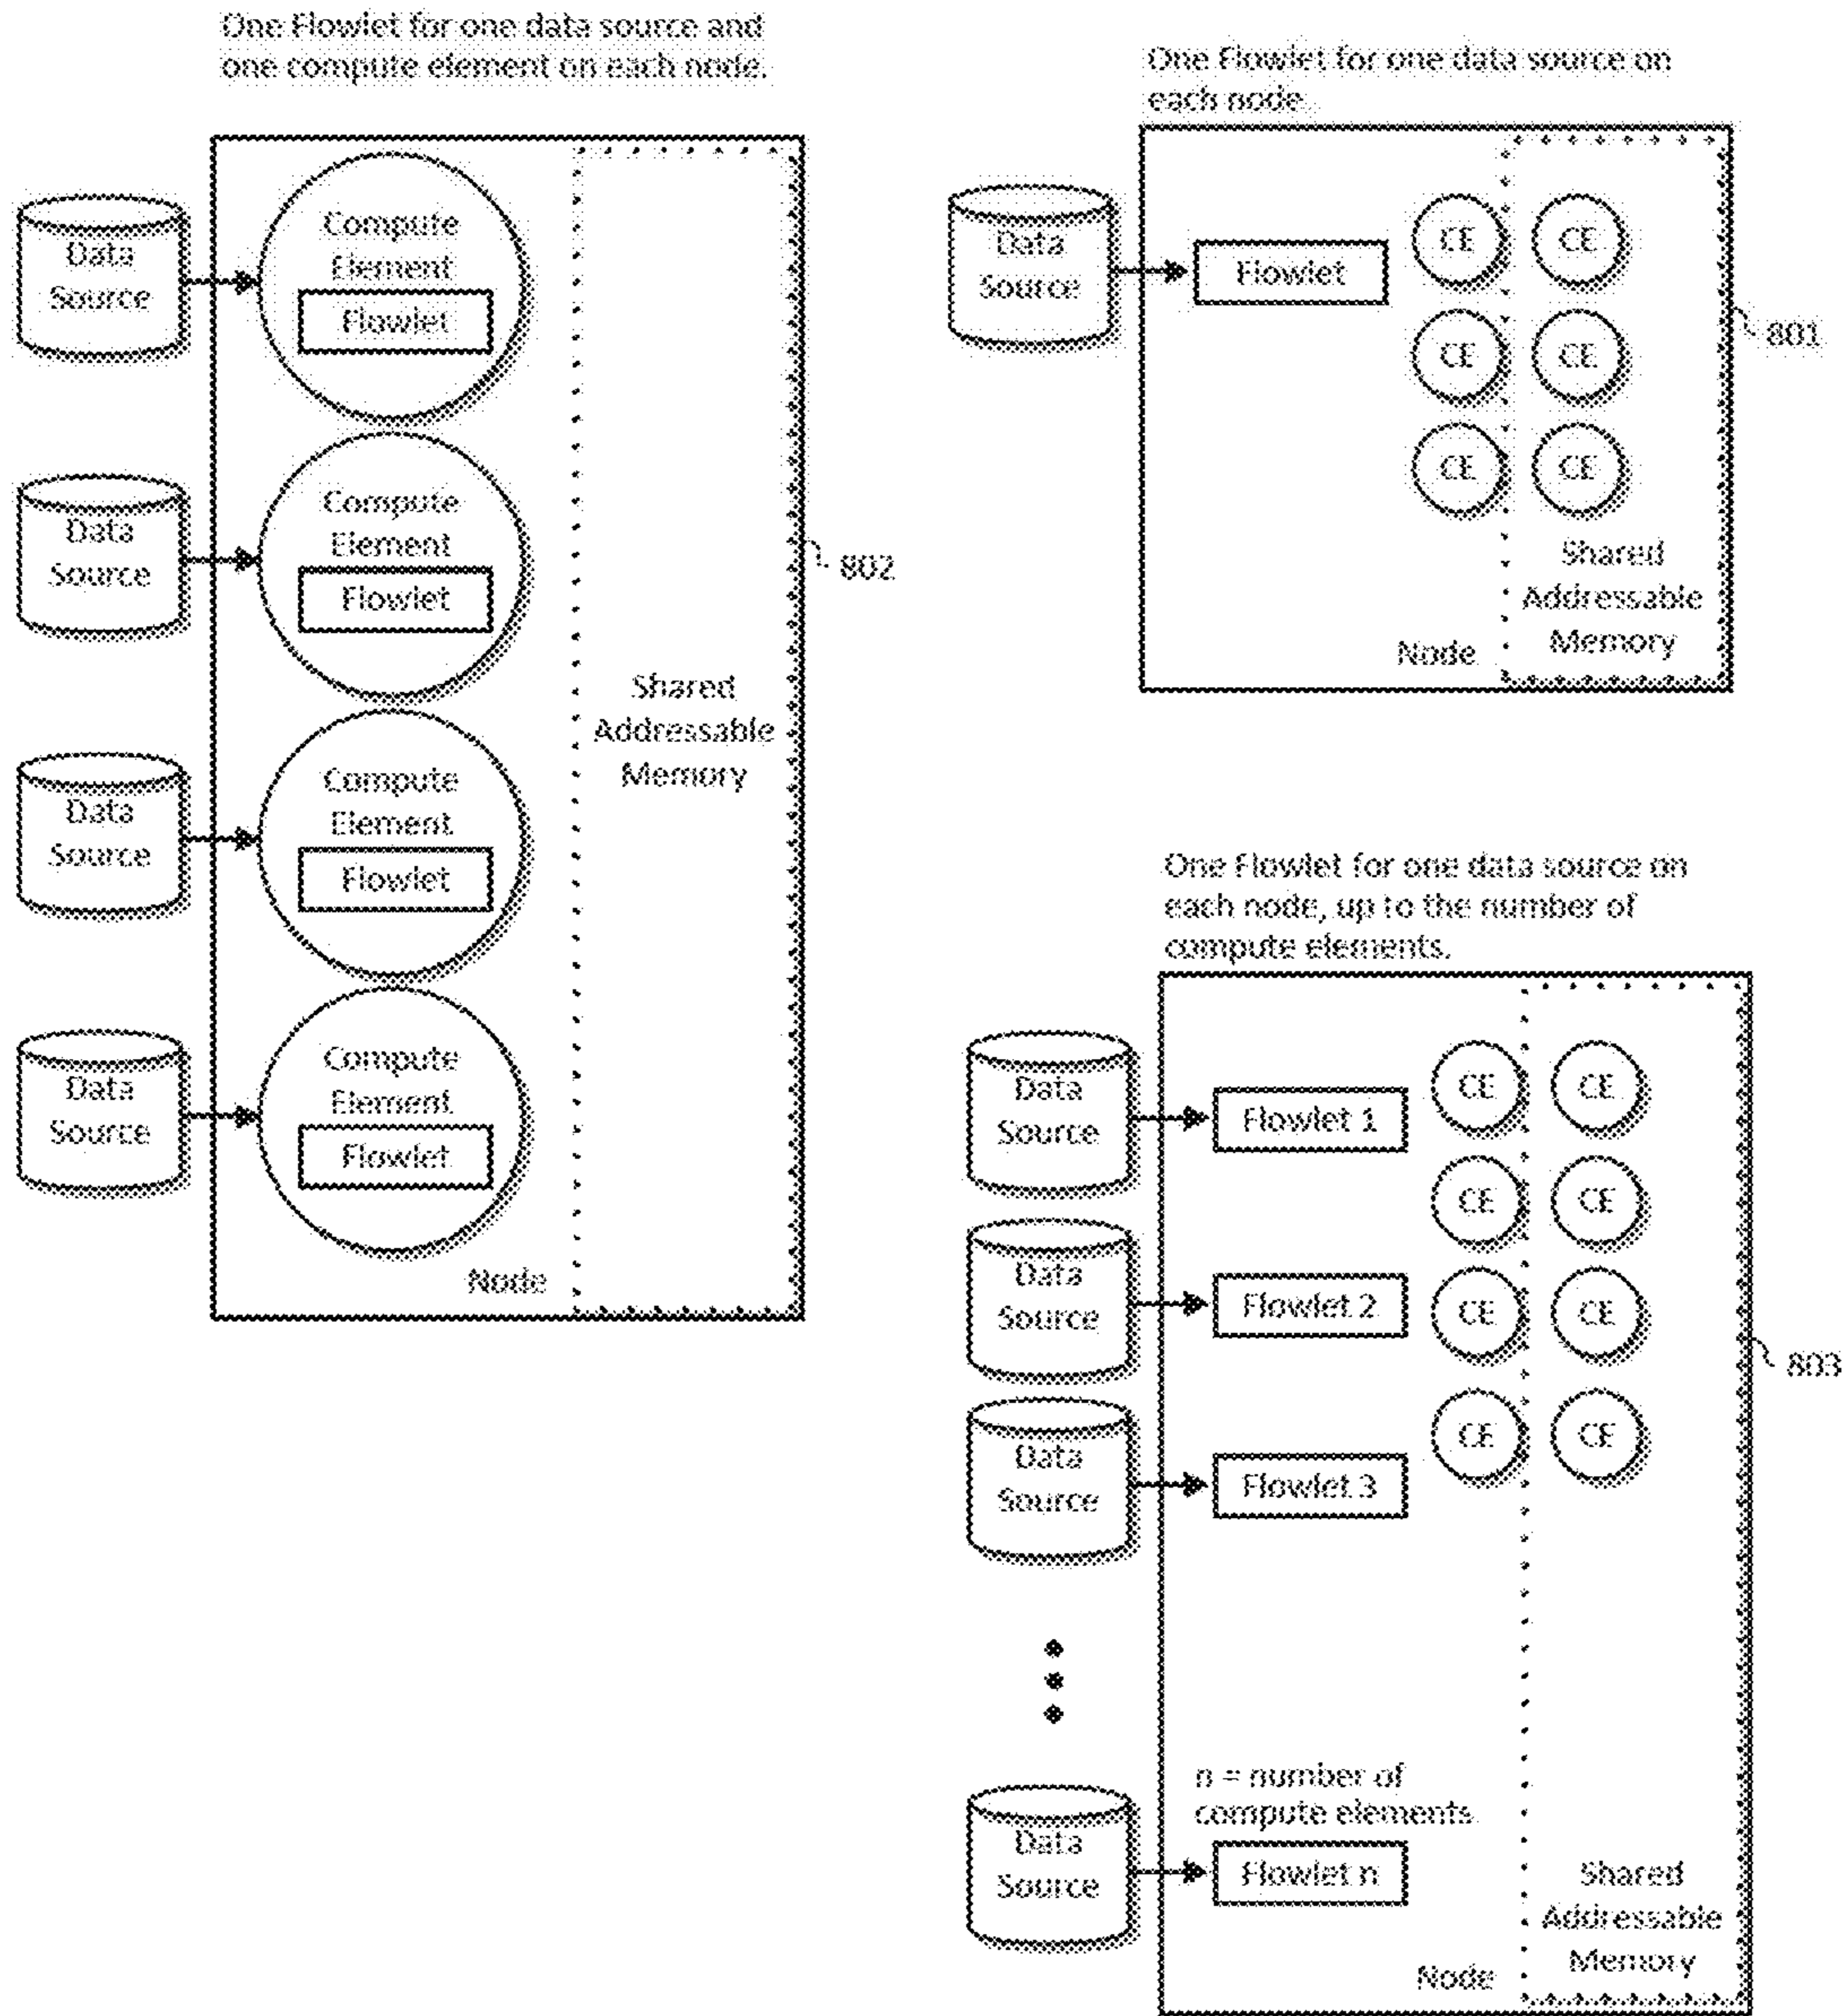 One Flowlet for one data source and
one compute element on each node.
Data
Source
Compute
Element
Flowlet
Data
Source
Compute
Element
Flowlet
Data
Source
Compute
Element
Flowlet
Data
Source
Compute
Element
Flowlet
Shared
Addressable
Memory
Node
802
One Flowlet for one data source on
each node.
Data
Source
Flowlet
CE
CE
CE
CE
CE
CE
Shared
Addressable
Memory
Node
801
One Flowlet for one data source on
each node, up to the number of
compute elements.
Data
Source
Flowlet 1
CE
CE
CE
CE
Data
Source
Flowlet 2
CE
CE
Data
Source
Flowlet 3
CE
CE
803
n = number of
compute elements
Data
Source
Flowlet n
Shared
Addressable
Memory
Node